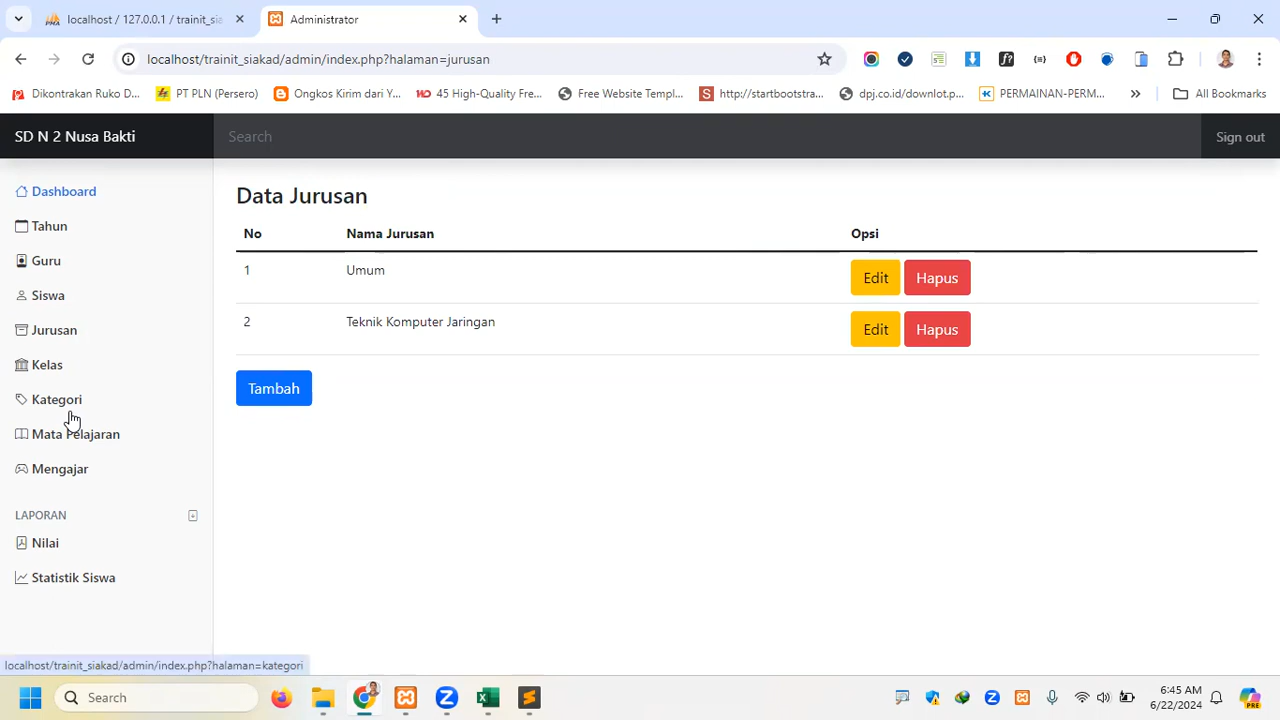 localhost / 127.0.0.1 / trainit_sia
Administrator
localhost/trainit_siakad/admin/index.php?halaman=jurusan
Dikontrakan Ruko D...
PT PLN (Persero)
Ongkos Kirim dari Y...
45 High-Quality Fre...
Free Website Templ...
http://startbootstra...
dpj.co.id/downlot.p...
PERMAINAN-PERM...
All Bookmarks
SD N 2 Nusa Bakti
Search
Sign out
Dashboard
Tahun
Guru
Siswa
Jurusan
Kelas
Kategori
Mata Pelajaran
Mengajar
LAPORAN
Nilai
Statistik Siswa
Data Jurusan
No Nama Jurusan Opsi
1 Umum Edit Hapus
2 Teknik Komputer Jaringan Edit Hapus
Tambah
localhost/trainit_siakad/admin/index.php?halaman=kategori
Search
6:45 AM
6/22/2024